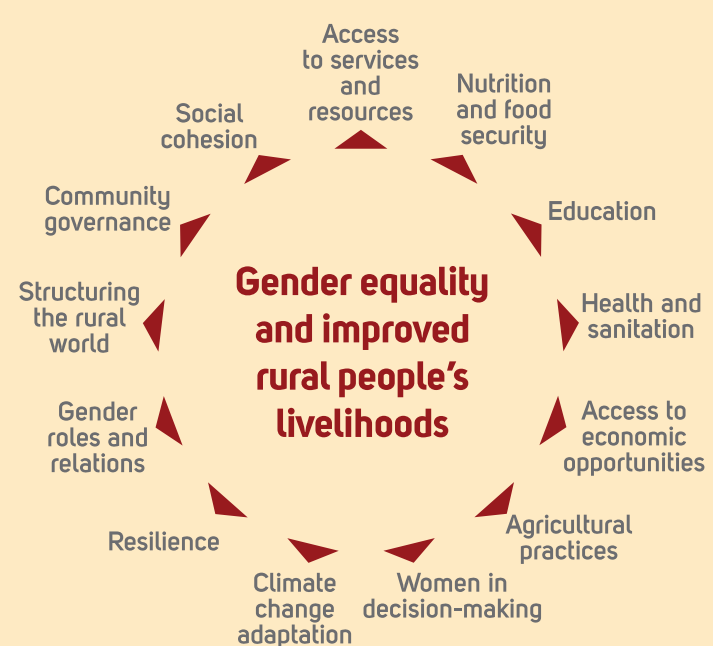 Access
to services
and
resources
Nutrition
and food
security
Education
Health and
sanitation
Access to
economic
opportunities
Agricultural
practices
Women in
decision-making
Climate
change
adaptation
Resilience
Gender
roles and
relations
Structuring
the rural
world
Community
governance
Social
cohesion
Gender equality
and improved
rural people’s
livelihoods